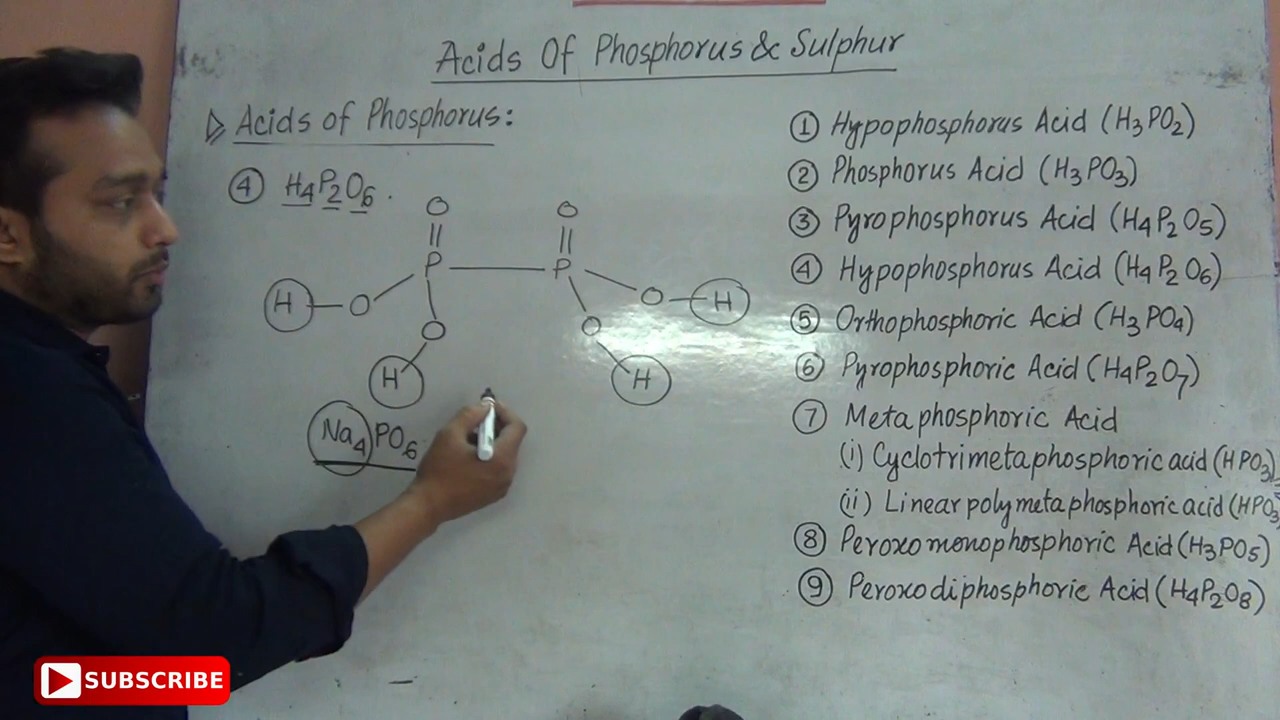 Acids Of Phosphorus & Sulphur
Acids of Phosphorus:
④ H4P2O6.
O O
P P
H O O H
O O
H H
Na4PO6
① Hypophosphorus Acid (H3PO2)
② Phosphorus Acid (H3PO3)
③ Pyrophosphorus Acid (H4P2O5)
④ Hypophosphorus Acid (H4P2O6)
⑤ Orthophosphoric Acid (H3PO4)
⑥ Pyrophosphoric Acid (H4P2O7)
⑦ Metaphosphoric Acid
(i) Cyclotrimetaphosphoric acid (HPO3)
(ii) Linear polymetaphosphoric acid (HPO3
⑧ Peroxomonophosphoric Acid (H3PO5)
⑨ Peroxodiphosphoric Acid (H4P2O8)
SUBSCRIBE